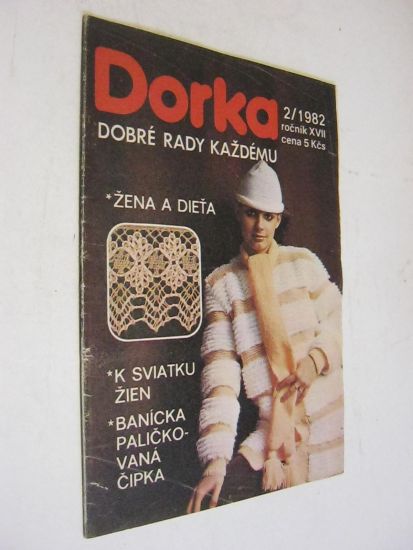 Dorka
2/1982
ročník XVII
cena 5 Kčs
DOBRÉ RADY KAŽDÉMU
*ŽENA A DIEŤA
*K SVIATKU
ŽIEN
*BANÍCKA
PALIČKO-
VANÁ
ČIPKA